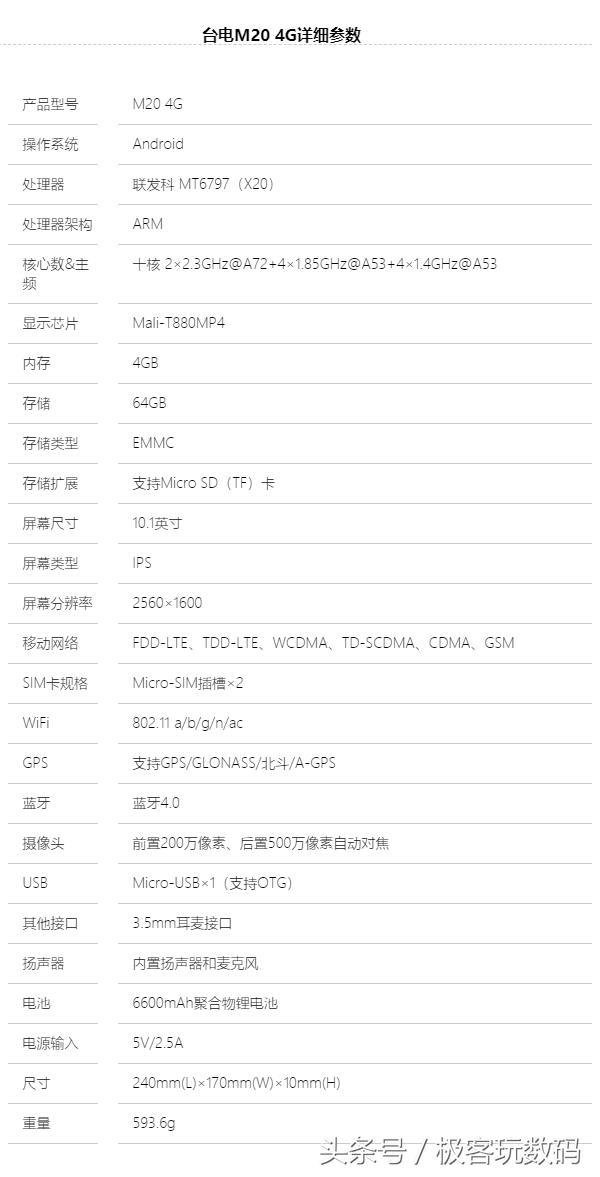 台电M20 4G详细参数
产品型号 M20 4G
操作系统 Android
处理器 联发科 MT6797（X20）
处理器架构 ARM
核心数&主频 十核 2×2.3GHz@A72+4×1.85GHz@A53+4×1.4GHz@A53
显示芯片 Mali-T880MP4
内存 4GB
存储 64GB
存储类型 EMMC
存储扩展 支持Micro SD（TF）卡
屏幕尺寸 10.1英寸
屏幕类型 IPS
屏幕分辨率 2560×1600
移动网络 FDD-LTE、TDD-LTE、WCDMA、TD-SCDMA、CDMA、GSM
SIM卡规格 Micro-SIM插槽×2
WiFi 802.11 a/b/g/n/ac
GPS 支持GPS/GLONASS/北斗/A-GPS
蓝牙 蓝牙4.0
摄像头 前置200万像素、后置500万像素自动对焦
USB Micro-USB×1（支持OTG）
其他接口 3.5mm耳麦接口
扬声器 内置扬声器和麦克风
电池 6600mAh聚合物锂电池
电源输入 5V/2.5A
尺寸 240mm(L)×170mm(W)×10mm(H)
重量 593.6g
头条号 / 极客玩数码